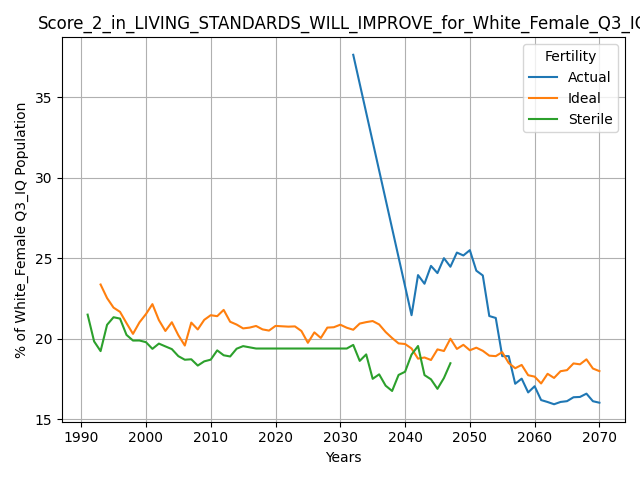 Score_2_in_LIVING_STANDARDS_WILL_IMPROVE_for_White_Female_Q3_IQ
% of White_Female Q3_IQ Population
35
30
25
20
15
Fertility
Actual
Ideal
Sterile
1990 2000 2010 2020 2030 2040 2050 2060 2070
Years